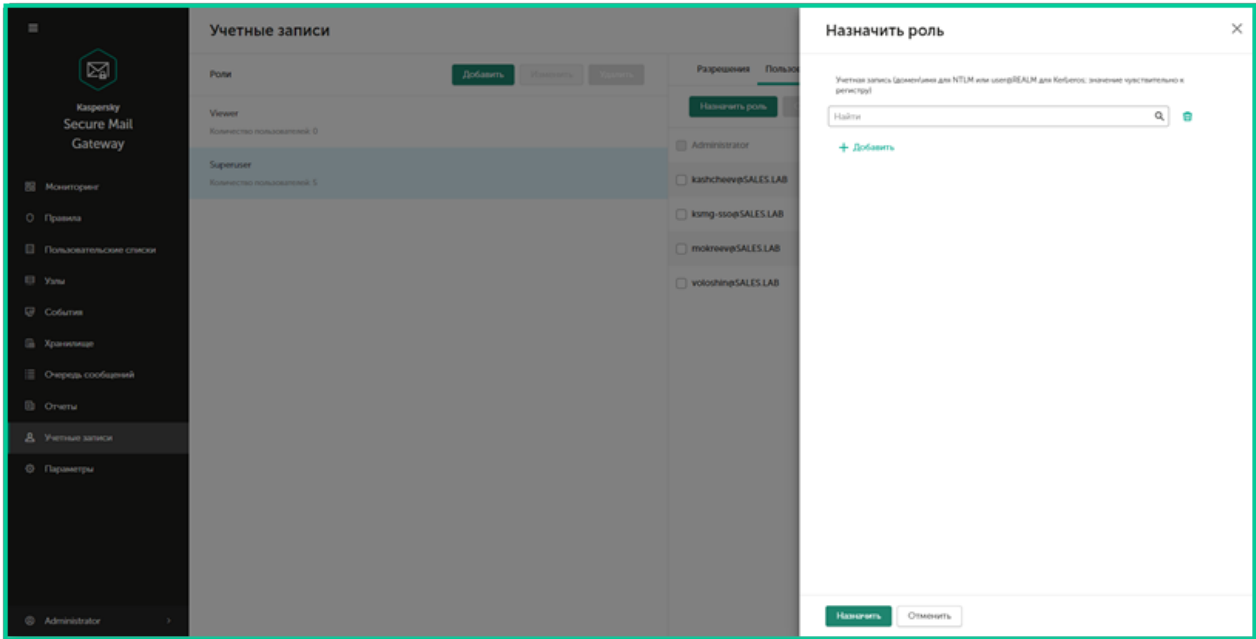 Kaspersky
Secure Mail
Gateway
Мониторинг
Правила
Пользовательские списки
Узлы
События
Хранилище
Очередь сообщений
Отчеты
Учетные записи
Параметры
Administrator
Учетные записи
Роли
Добавить
Изменить
Удалить
Viewer
Количество пользователей: 0
Superuser
Количество пользователей: 5
Разрешения Пользо
Назначить роль
Administrator
kashcheev@SALES.LAB
ksmg-sso@SALES.LAB
mokreev@SALES.LAB
voloshin@SALES.LAB
Назначить роль
Учетная запись (домен\имя для NTLM или user@REALM для Kerberos; значение чувствительно к
регистру)
Найти
Добавить
Назначить
Отменить